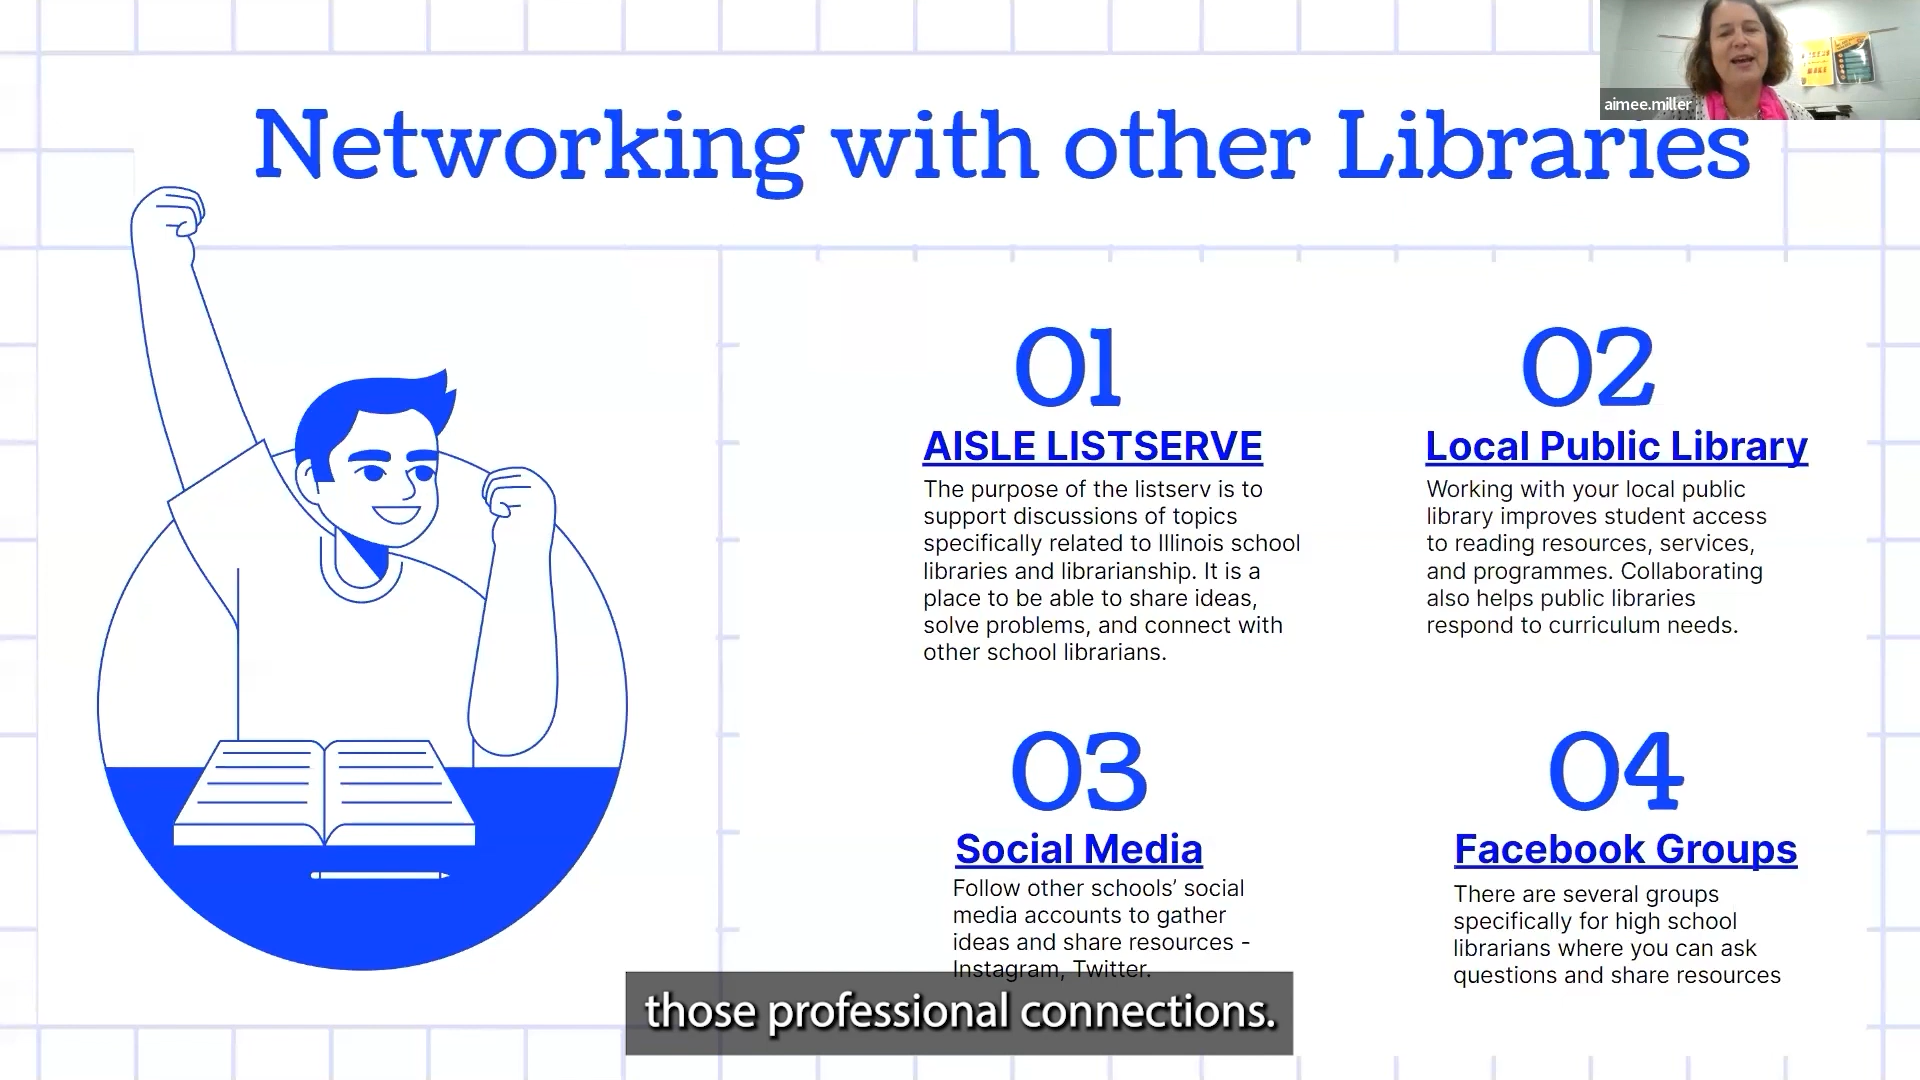 aimee.miller
Networking with other Libraries
01
AISLE LISTSERVE
The purpose of the listserv is to
support discussions of topics
specifically related to Illinois school
libraries and librarianship. It is a
place to be able to share ideas,
solve problems, and connect with
other school librarians.
02
Local Public Library
Working with your local public
library improves student access
to reading resources, services,
and programmes. Collaborating
also helps public libraries
respond to curriculum needs.
03
Social Media
Follow other schools’ social
media accounts to gather
ideas and share resources -
Instagram, Twitter.
04
Facebook Groups
There are several groups
specifically for high school
librarians where you can ask
questions and share resources
those professional connections.